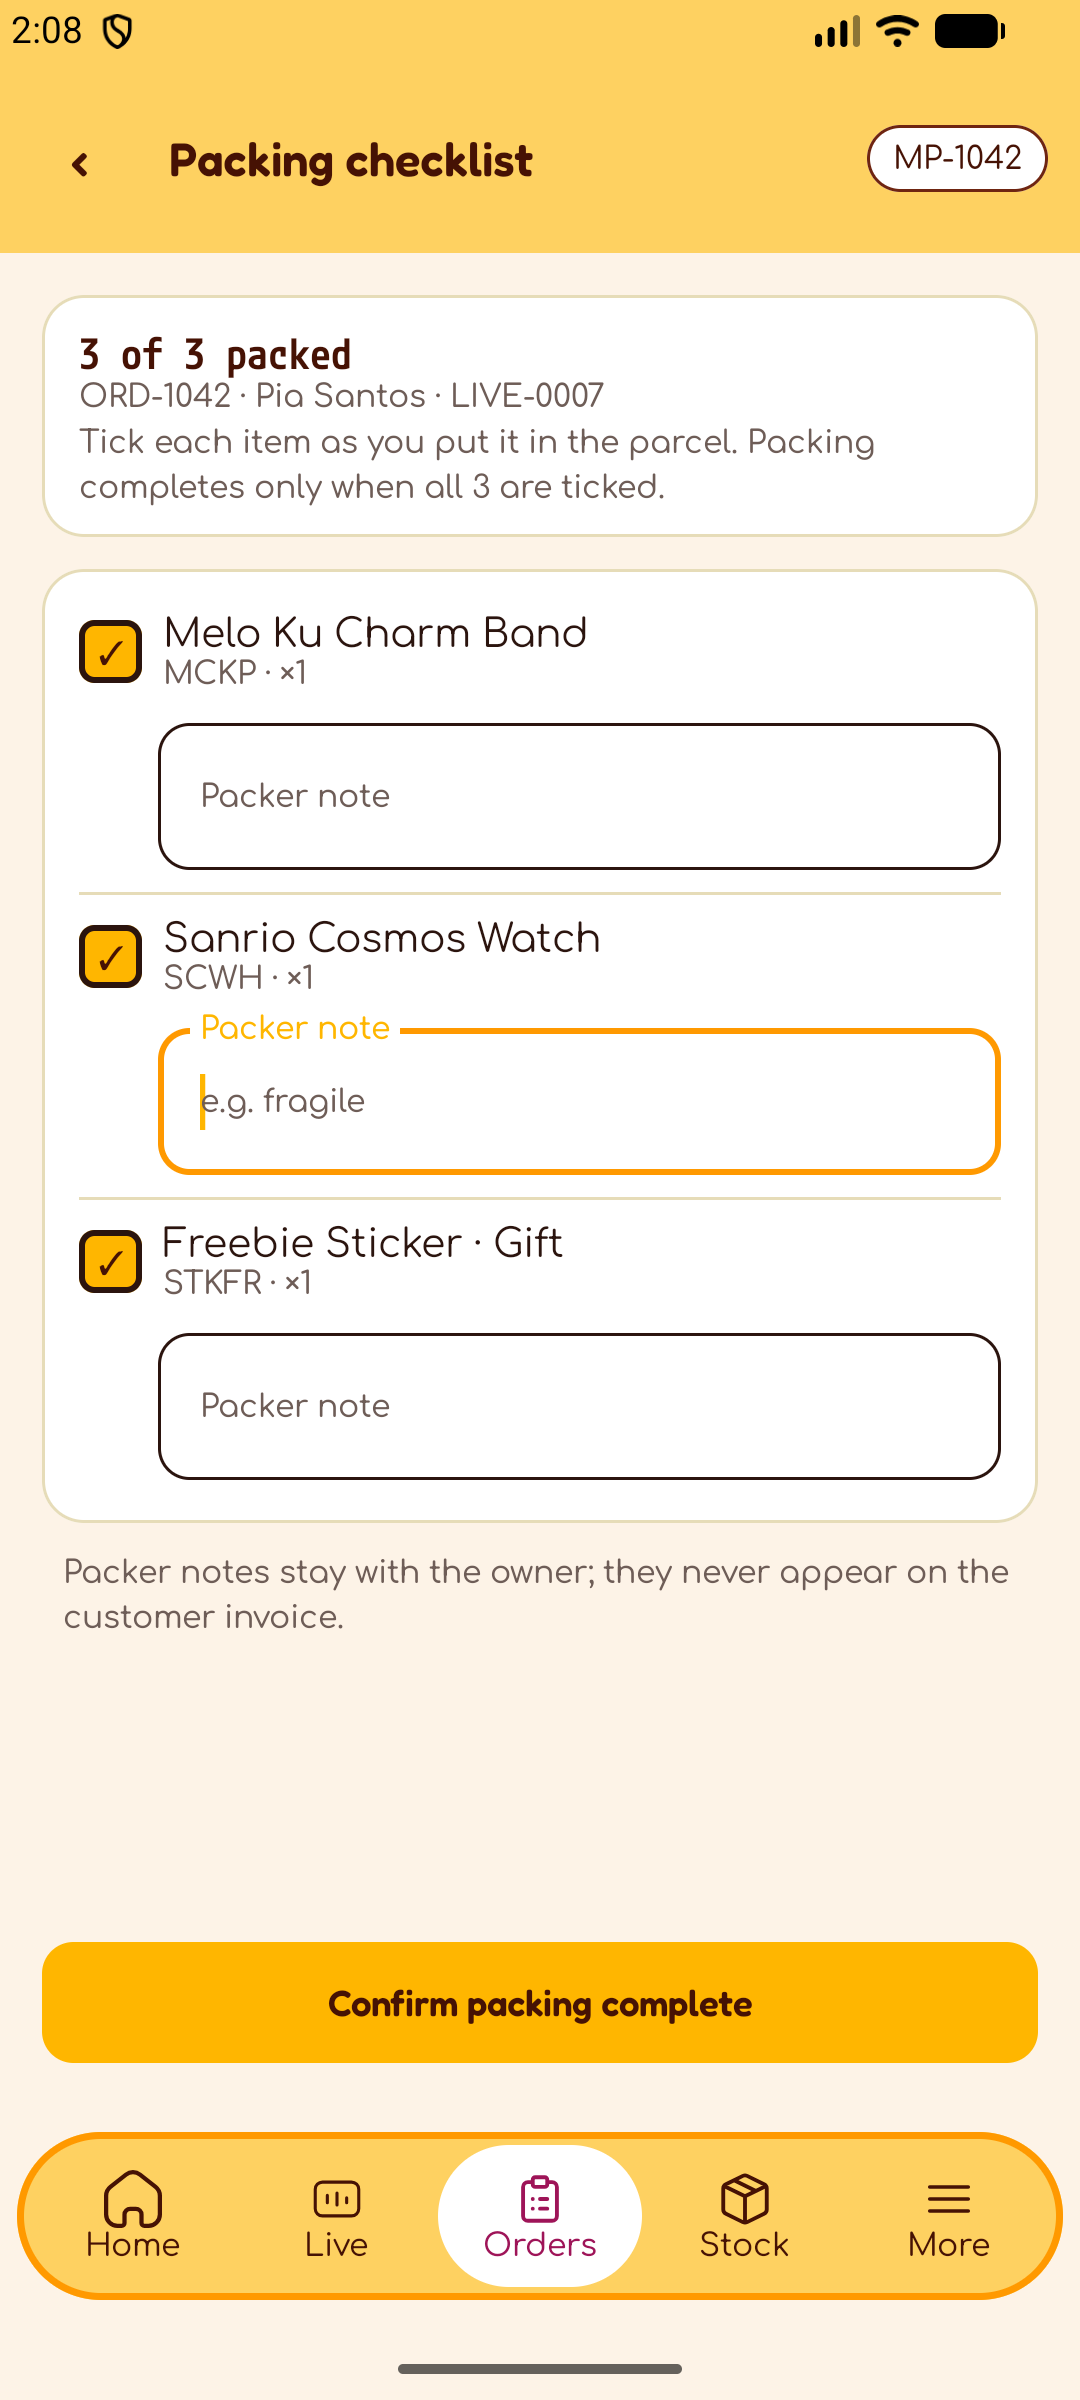 2:08
Packing checklist
MP-1042
3 of 3 packed
ORD-1042 · Pia Santos · LIVE-0007
Tick each item as you put it in the parcel. Packing
completes only when all 3 are ticked.
✓ Melo Ku Charm Band
MCKP · ×1
Packer note
✓ Sanrio Cosmos Watch
SCWH · ×1
Packer note
e.g. fragile
✓ Freebie Sticker · Gift
STKFR · ×1
Packer note
Packer notes stay with the owner; they never appear on the
customer invoice.
Confirm packing complete
Home Live Orders Stock More